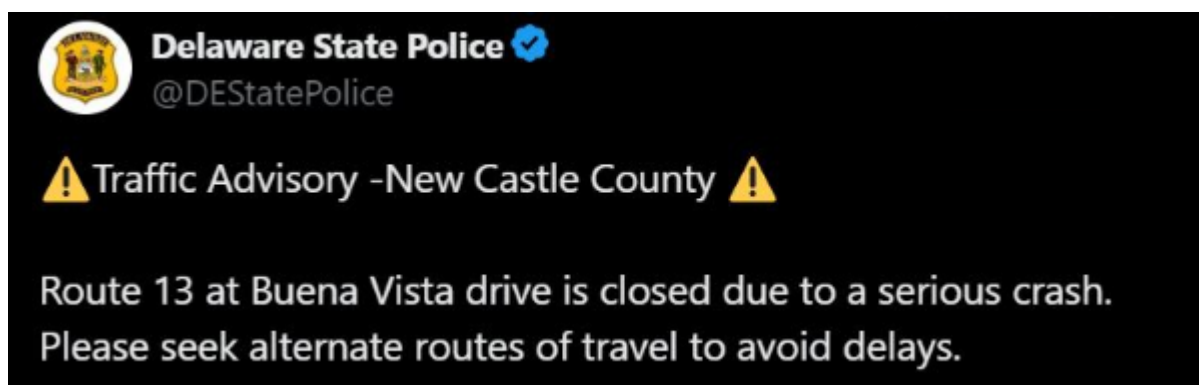 Delaware State Police
@DEStatePolice
⚠️Traffic Advisory -New Castle County ⚠️
Route 13 at Buena Vista drive is closed due to a serious crash.
Please seek alternate routes of travel to avoid delays.